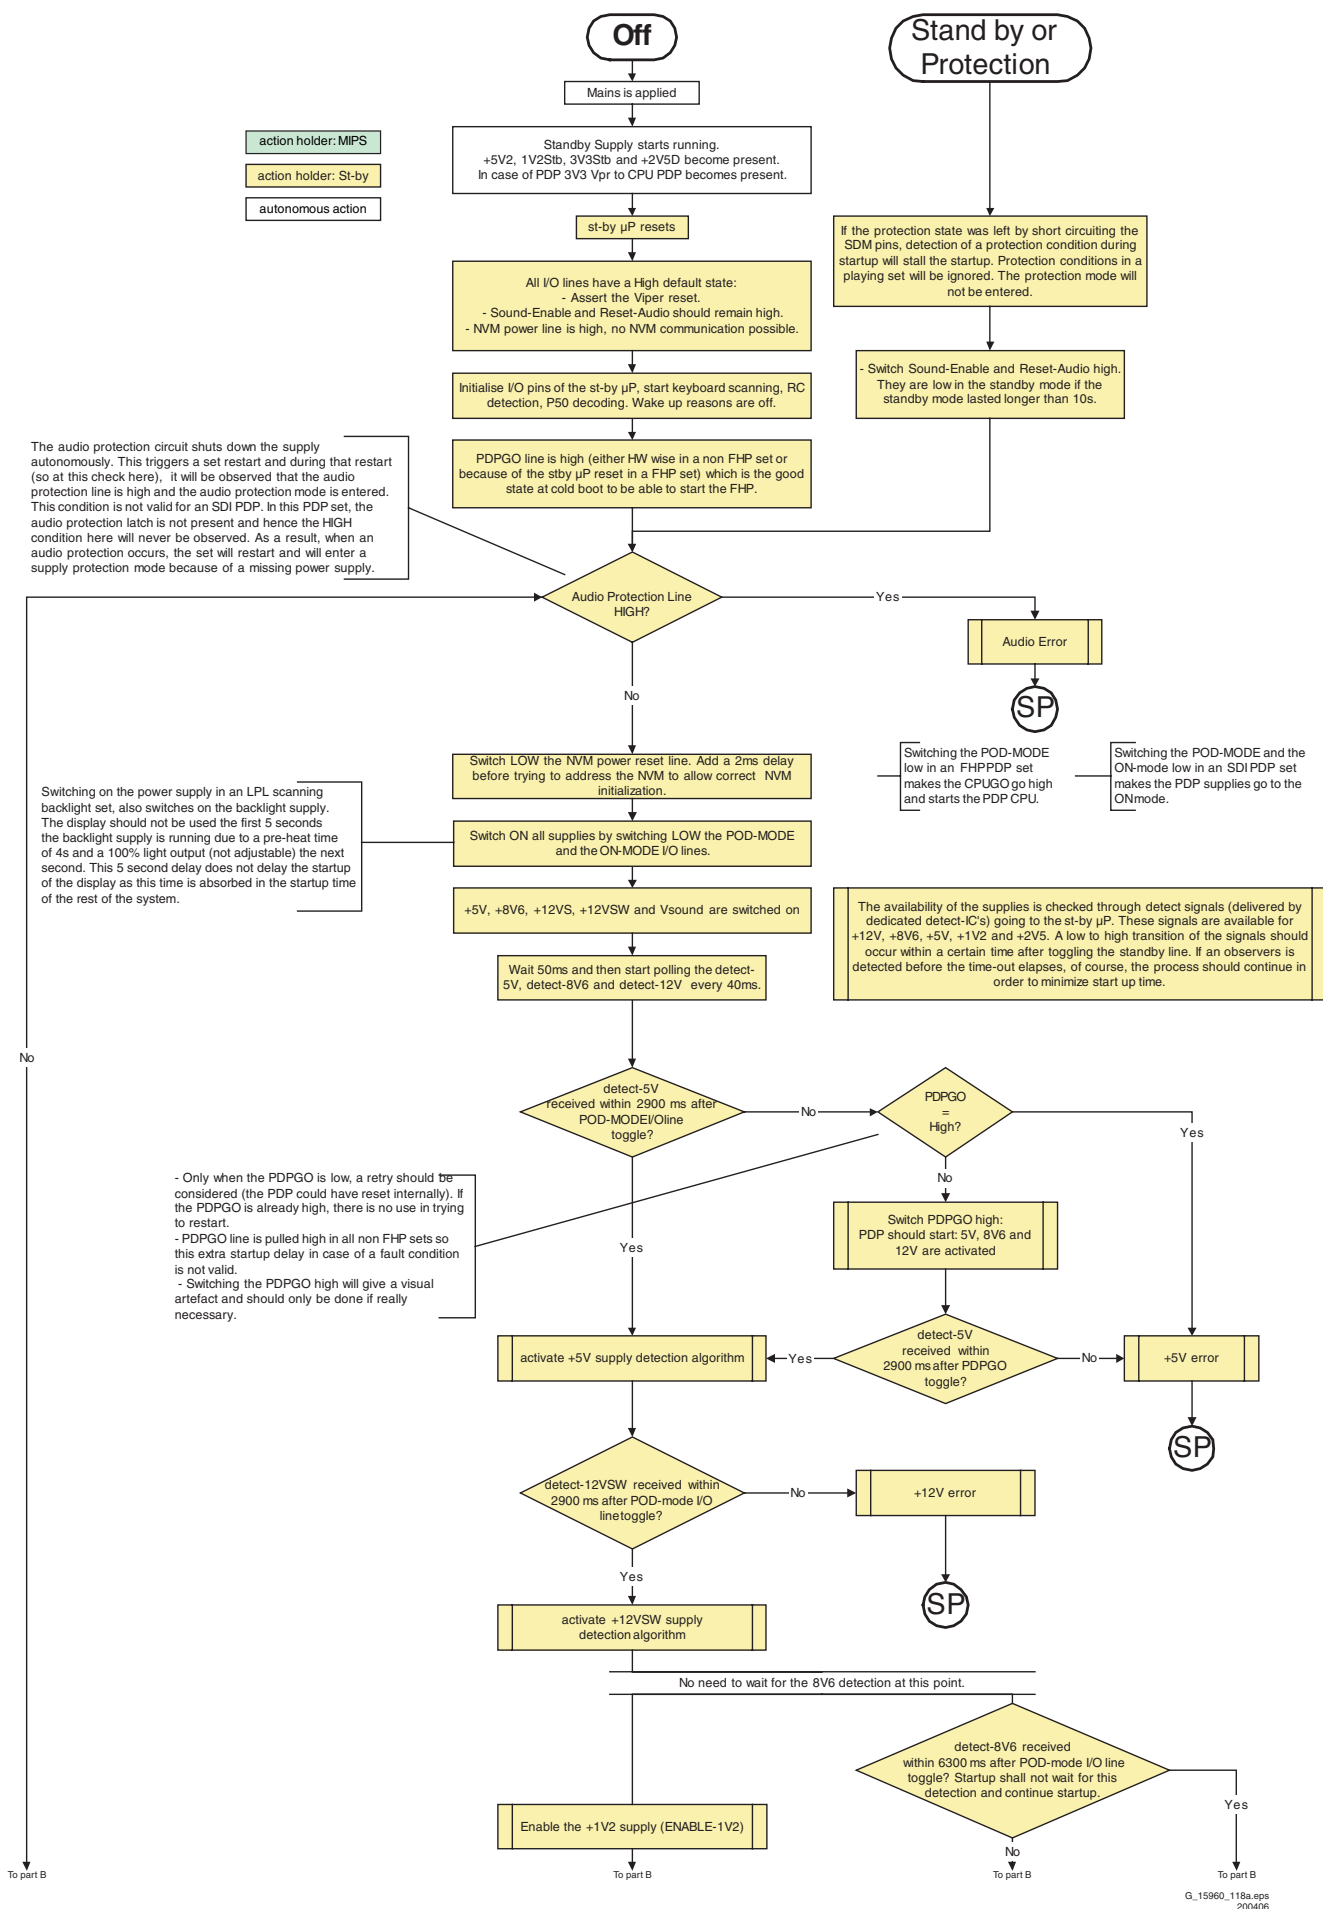 Off
Stand by or
Protection
Mains is applied
action holder: MIPS
action holder: St-by
autonomous action
Standby Supply starts running.
+5V2, 1V2Stb, 3V3Stb and +2V5D become present.
In case of PDP 3V3 Vpr to CPU PDP becomes present.
st-by µP resets
If the protection state was left by short circuiting the
SDM pins, detection of a protection condition during
startup will stall the startup. Protection conditions in a
playing set will be ignored. The protection mode will
not be entered.
All I/O lines have a High default state:
- Assert the Viper reset.
- Sound-Enable and Reset-Audio should remain high.
- NVM power line is high, no NVM communication possible.
- Switch Sound-Enable and Reset-Audio high.
They are low in the standby mode if the
standby mode lasted longer than 10s.
Initialise I/O pins of the st-by µP, start keyboard scanning, RC
detection, P50 decoding. Wake up reasons are off.
PDPGO line is high (either HW wise in a non FHP set or
because of the stby µP reset in a FHP set) which is the good
state at cold boot to be able to start the FHP.
The audio protection circuit shuts down the supply
autonomously. This triggers a set restart and during that restart
(so at this check here), it will be observed that the audio
protection line is high and the audio protection mode is entered.
This condition is not valid for an SDI PDP. In this PDP set, the
audio protection latch is not present and hence the HIGH
condition here will never be observed. As a result, when an
audio protection occurs, the set will restart and will enter a
supply protection mode because of a missing power supply.
Audio Protection Line
HIGH?
Yes
Audio Error
SP
No
Switch LOW the NVM power reset line. Add a 2ms delay
before trying to address the NVM to allow correct NVM
initialization.
Switching the POD-MODE
low in an FHP PDP set
makes the CPUGO go high
and starts the PDP CPU.
Switching the POD-MODE and the
ON-mode low in an SDI PDP set
makes the PDP supplies go to the
ON mode.
Switching on the power supply in an LPL scanning
backlight set, also switches on the backlight supply.
The display should not be used the first 5 seconds
the backlight supply is running due to a pre-heat time
of 4s and a 100% light output (not adjustable) the next
second. This 5 second delay does not delay the startup
of the display as this time is absorbed in the startup time
of the rest of the system.
Switch ON all supplies by switching LOW the POD-MODE
and the ON-MODE I/O lines.
+5V, +8V6, +12VS, +12VSW and Vsound are switched on
Wait 50ms and then start polling the detect-
5V, detect-8V6 and detect-12V every 40ms.
The availability of the supplies is checked through detect signals (delivered by
dedicated detect-IC's) going to the st-by µP. These signals are available for
+12V, +8V6, +5V, +1V2 and +2V5. A low to high transition of the signals should
occur within a certain time after toggling the standby line. If an observers is
detected before the time-out elapses, of course, the process should continue in
order to minimize start up time.
No
detect-5V
received within 2900 ms after
POD-MODE I/O line
toggle?
No
PDPGO
=
High?
Yes
No
- Only when the PDPGO is low, a retry should be
considered (the PDP could have reset internally). If
the PDPGO is already high, there is no use in trying
to restart.
- PDPGO line is pulled high in all non FHP sets so
this extra startup delay in case of a fault condition
is not valid.
- Switching the PDPGO high will give a visual
artefact and should only be done if really
necessary.
Switch PDPGO high:
PDP should start: 5V, 8V6 and
12V are activated
Yes
activate +5V supply detection algorithm
Yes
detect-5V
received within
2900 ms after PDPGO
toggle?
No
+5V error
SP
detect-12VSW received within
2900 ms after POD-mode I/O
line toggle?
No
+12V error
Yes
SP
activate +12VSW supply
detection algorithm
No need to wait for the 8V6 detection at this point.
detect-8V6 received
within 6300 ms after POD-mode I/O line
toggle? Startup shall not wait for this
detection and continue startup.
Yes
Enable the +1V2 supply (ENABLE-1V2)
No
To part B
To part B
To part B
To part B
G_15960_118a.eps
200406